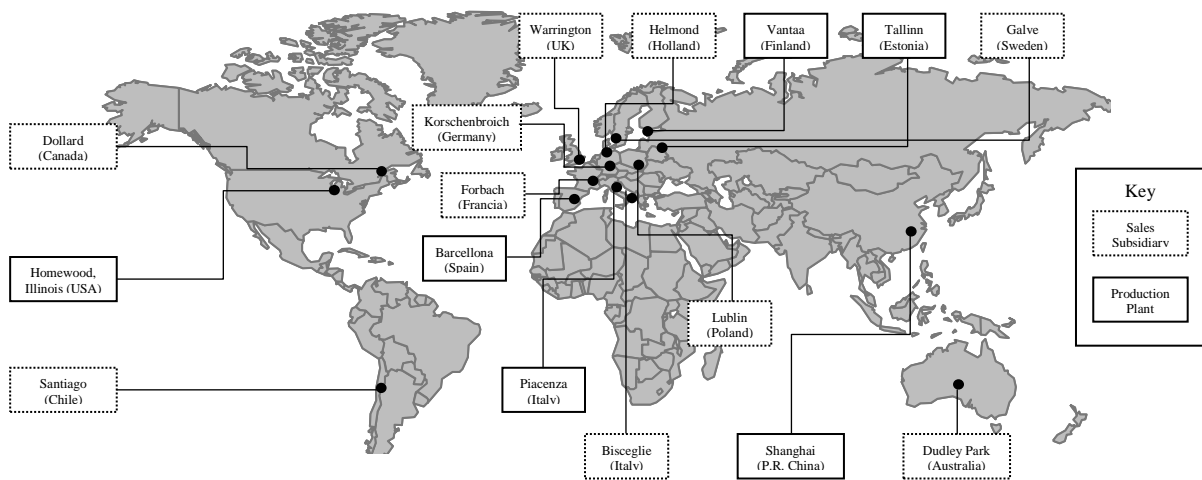 Warrington
(UK)
Helmond
(Holland)
Vantaa
(Finland)
Tallinn
(Estonia)
Galve
(Sweden)
Dollard
(Canada)
Korschenbroich
(Germany)
Forbach
(Francia)
Key
Sales
Subsidiary
Homewood,
Illinois (USA)
Barcellona
(Spain)
Production
Plant
Lublin
(Poland)
Santiago
(Chile)
Piacenza
(Italy)
Bisceglie
(Italy)
Shanghai
(P.R. China)
Dudley Park
(Australia)